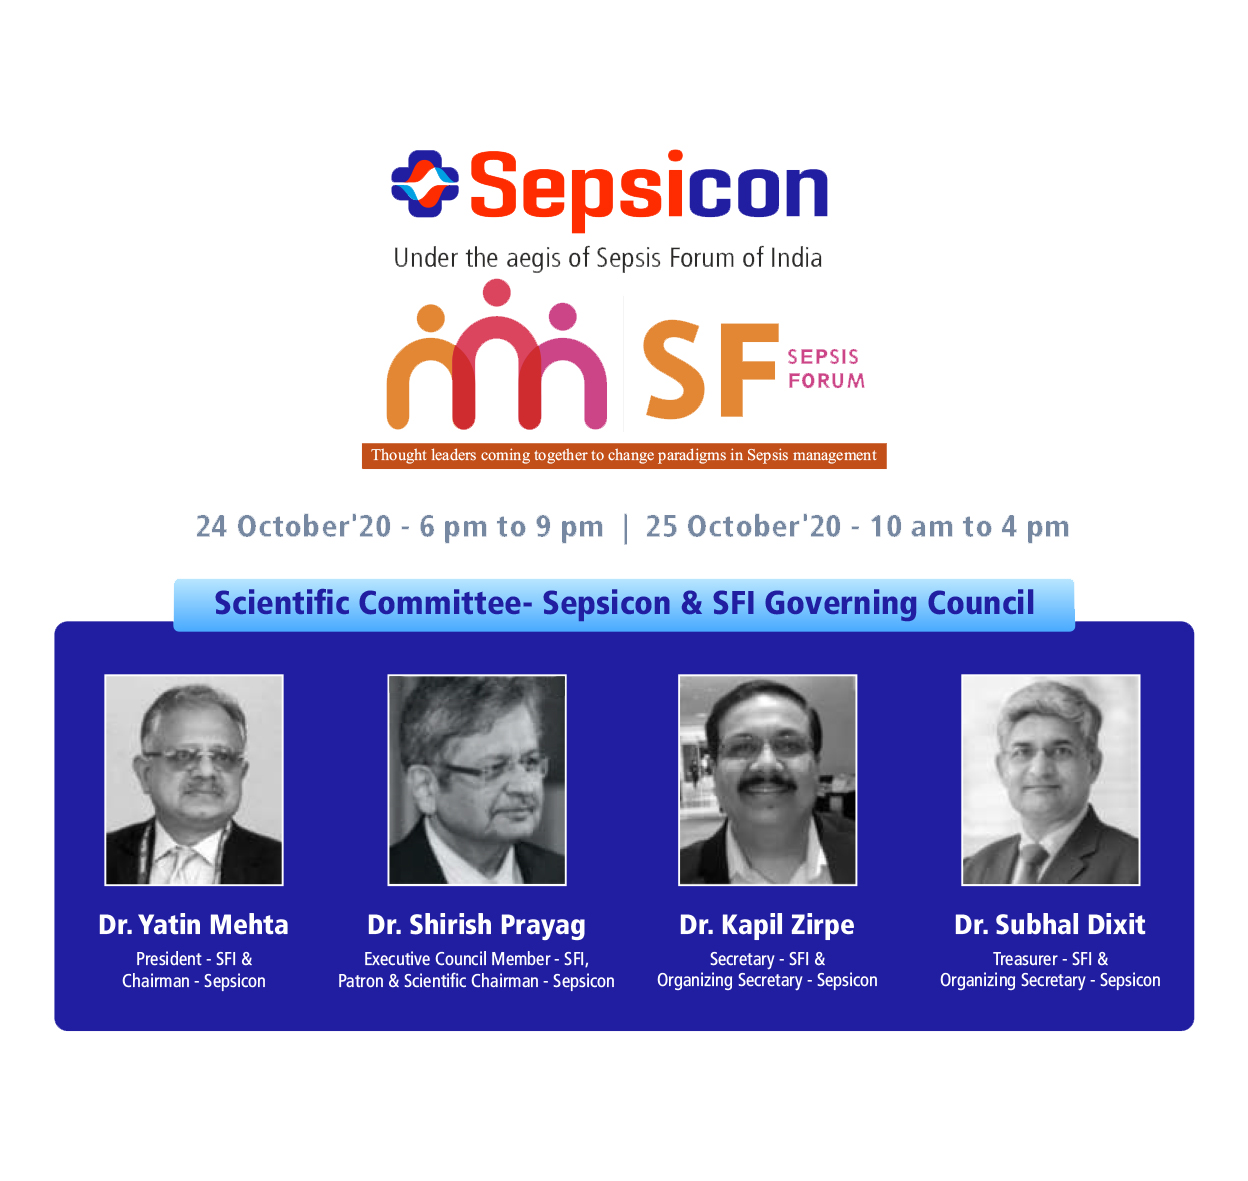 Sepsicon
Under the aegis of Sepsis Forum of India
SF SEPSIS
FORUM
Thought leaders coming together to change paradigms in Sepsis management
24 October'20 - 6 pm to 9 pm | 25 October'20 - 10 am to 4 pm
Scientific Committee- Sepsicon & SFI Governing Council
Dr. Yatin Mehta
President - SFI &
Chairman - Sepsicon
Dr. Shirish Prayag
Executive Council Member - SFI,
Patron & Scientific Chairman - Sepsicon
Dr. Kapil Zirpe
Secretary - SFI &
Organizing Secretary - Sepsicon
Dr. Subhal Dixit
Treasurer - SFI &
Organizing Secretary - Sepsicon